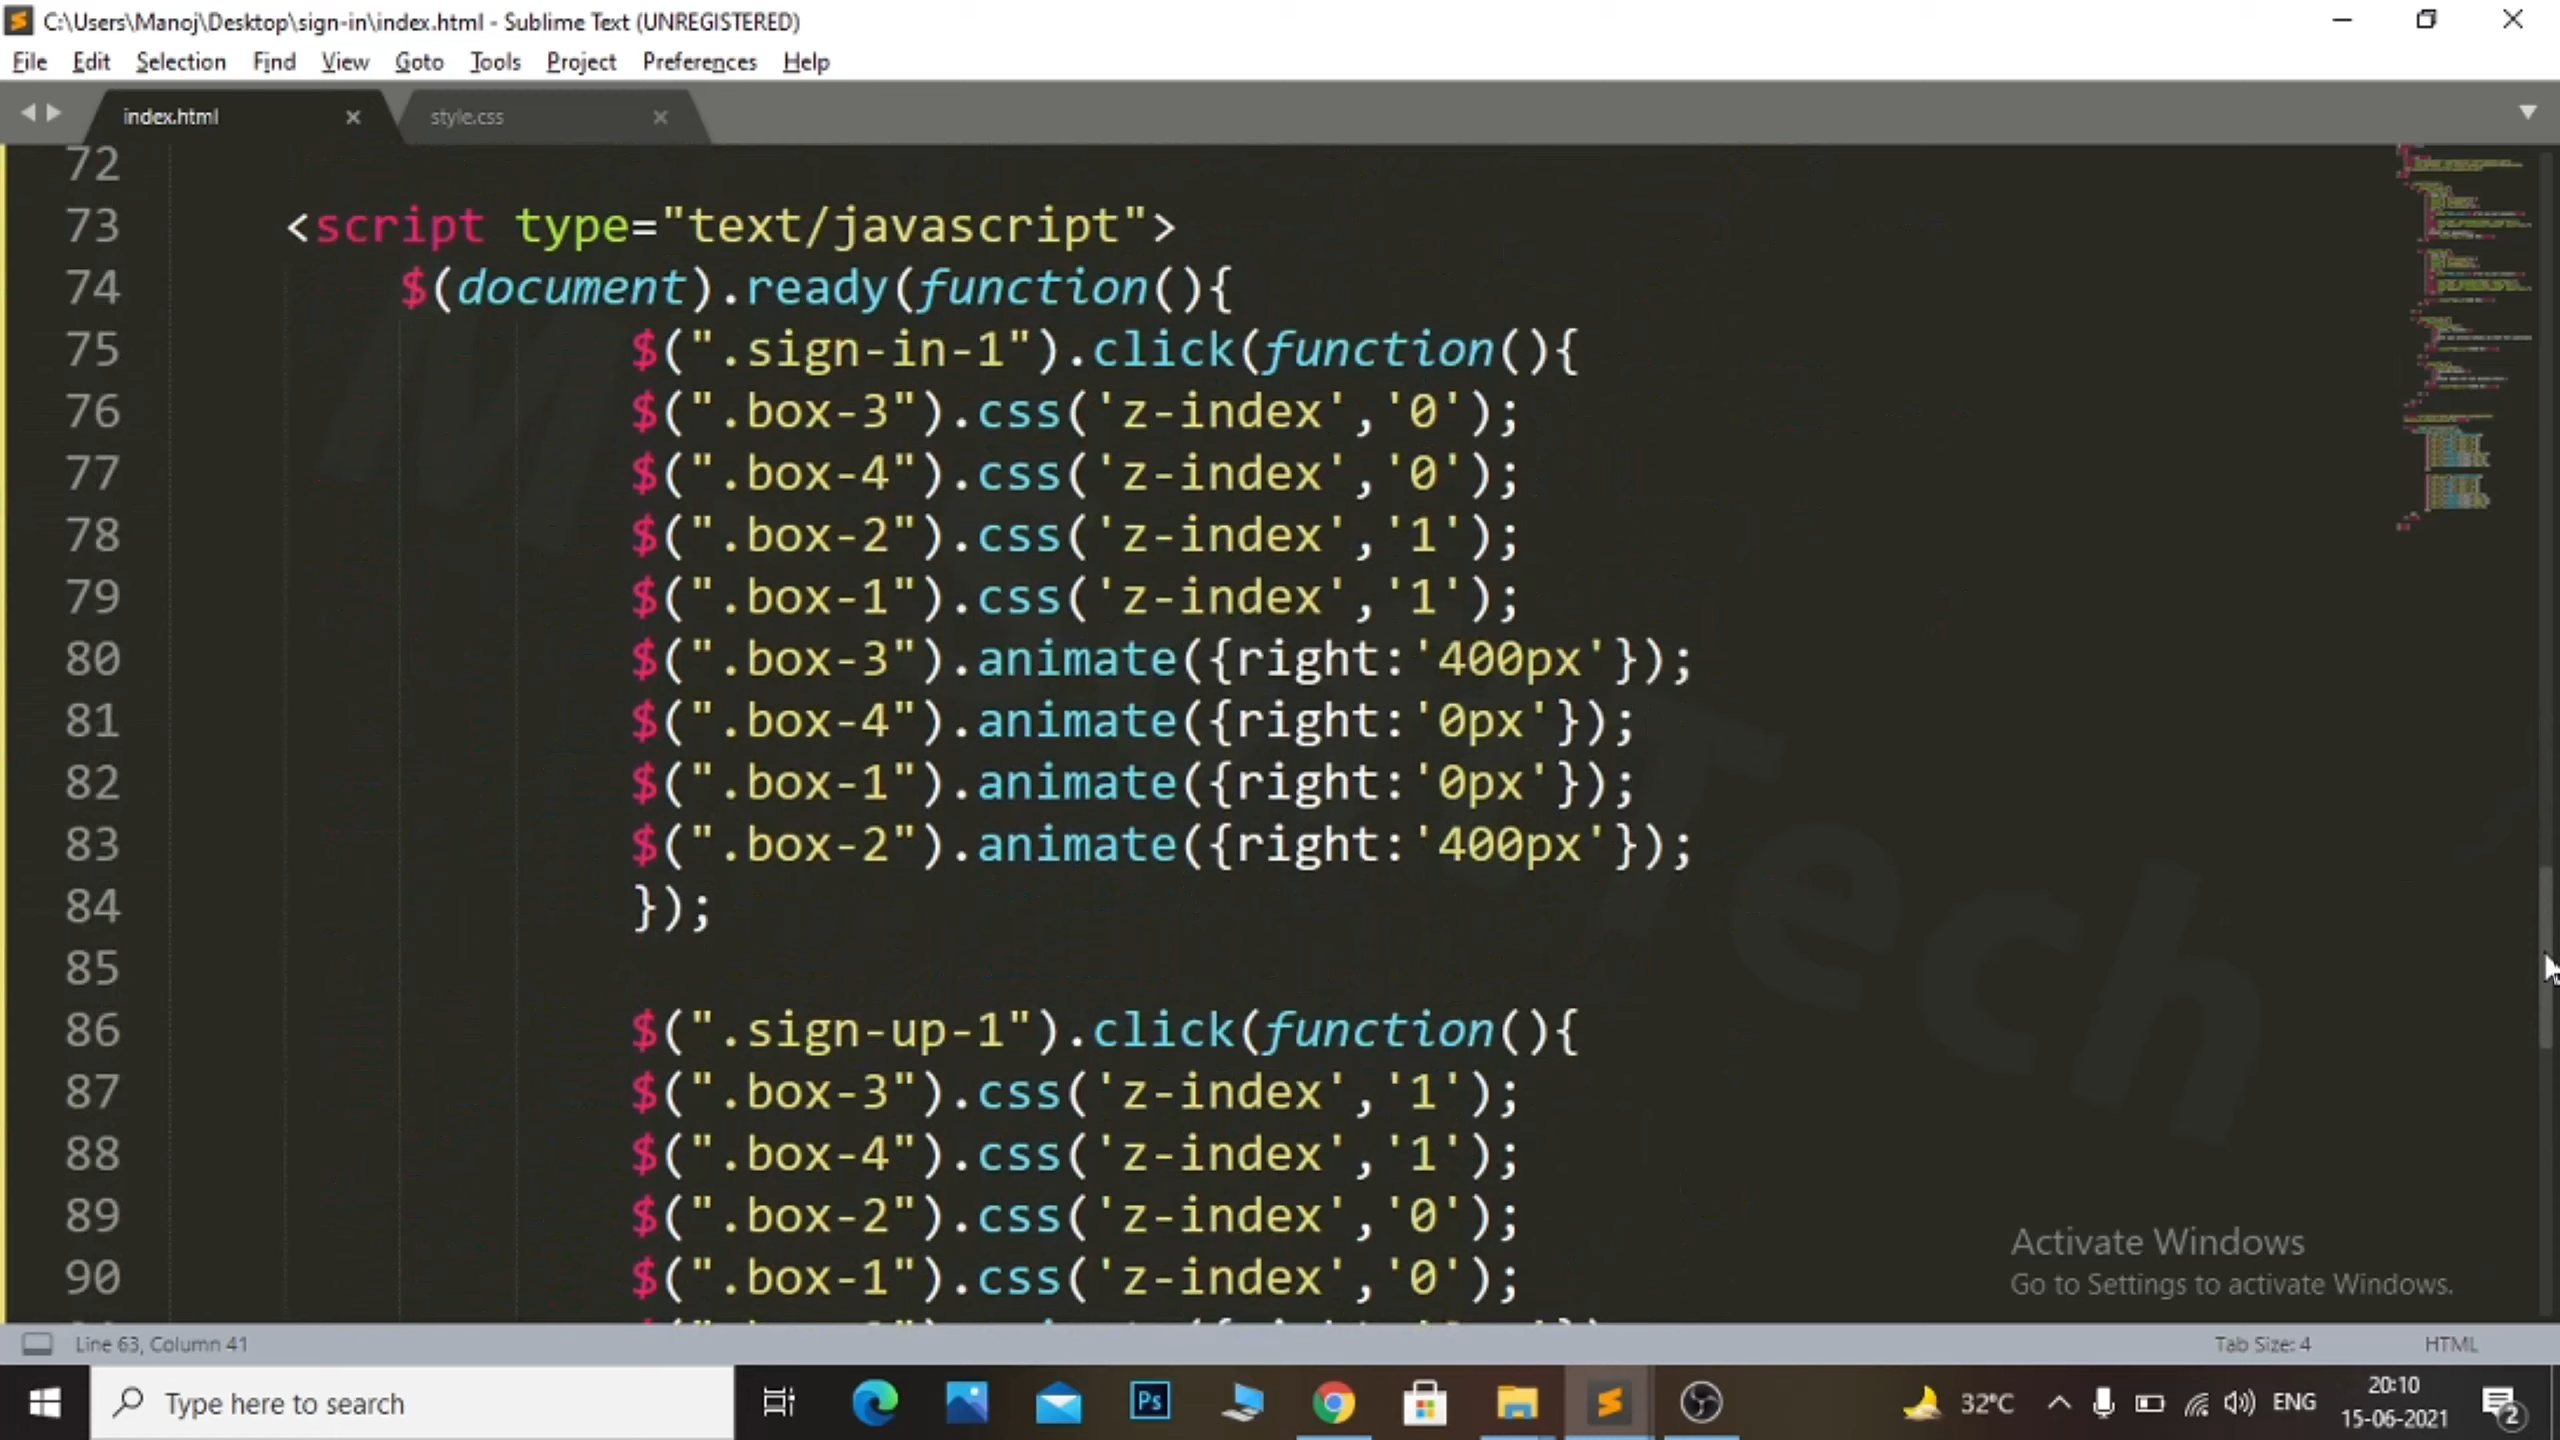 C:\Users\Manoj\Desktop\sign-in\index.html - Sublime Text (UNREGISTERED)
File Edit Selection Find View Goto Tools Project Preferences Help
index.html style.css
72
73 <script type="text/javascript">
74 $(document).ready(function(){
75 $(".sign-in-1").click(function(){
76 $(".box-3").css('z-index','0');
77 $(".box-4").css('z-index','0');
78 $(".box-2").css('z-index','1');
79 $(".box-1").css('z-index','1');
80 $(".box-3").animate({right:'400px'});
81 $(".box-4").animate({right:'0px'});
82 $(".box-1").animate({right:'0px'});
83 $(".box-2").animate({right:'400px'});
84 });
85
86 $(".sign-up-1").click(function(){
87 $(".box-3").css('z-index','1');
88 $(".box-4").css('z-index','1');
89 $(".box-2").css('z-index','0');
90 $(".box-1").css('z-index','0');
Tech
Activate Windows
Go to Settings to activate Windows.
Line 63, Column 41 Tab Size: 4 HTML
Type here to search Ps 32°C ENG 20:10
15-06-2021 2